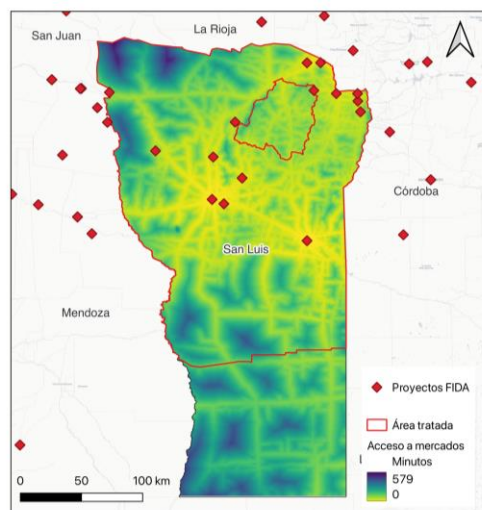 La Rioja
San Juan
Córdoba
San Luis
Mendoza
Proyectos FIDA
Área tratada
Acceso a mercados
Minutos
579
0
0 50 100 km